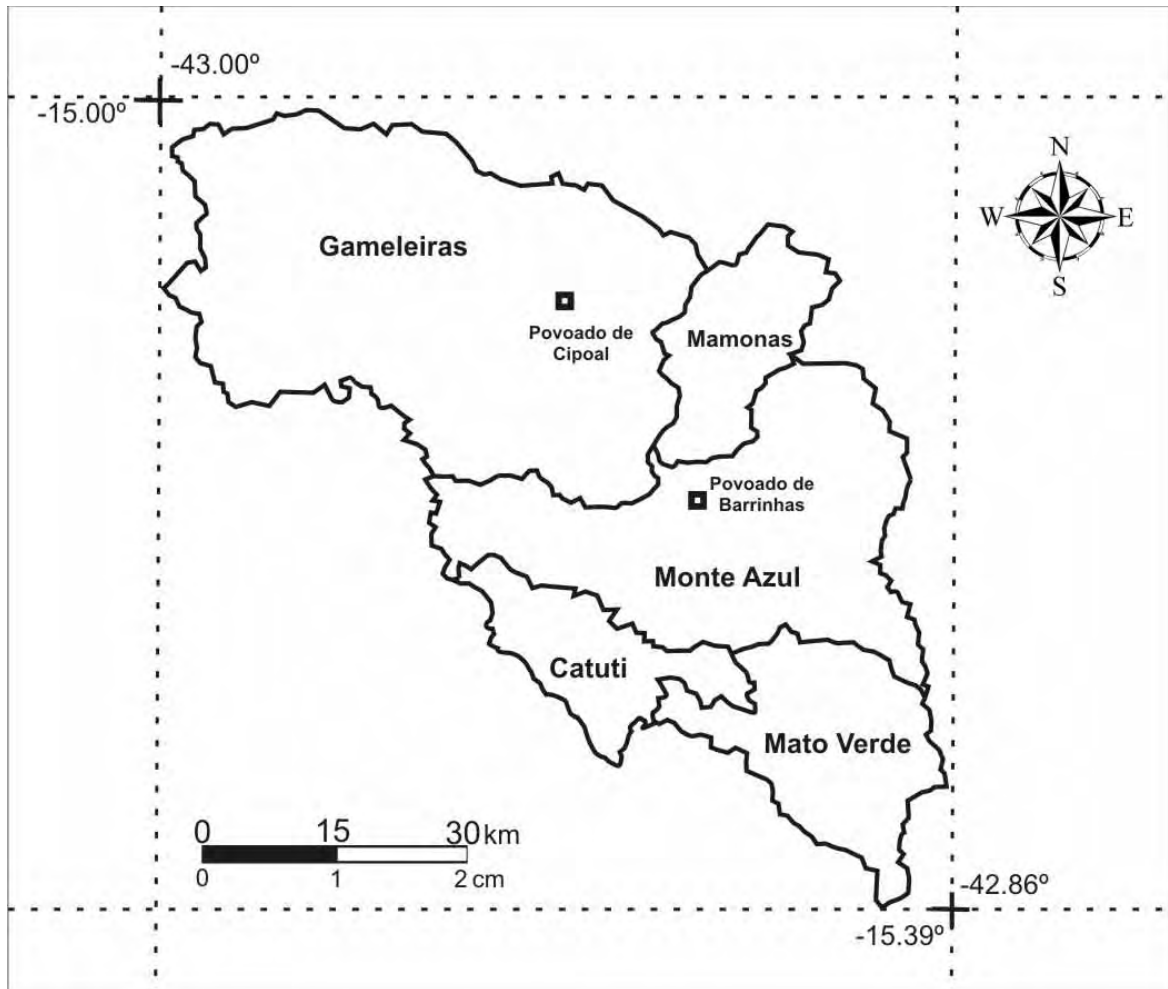 -43.00º
-15.00º
N
W
E
S
Gameleiras
Povoado de
Cipoal
Mamonas
Povoado de
Barrinhas
Monte Azul
Catuti
Mato Verde
0 15 30 km
0 1 2 cm
-42.86º
-15.39º